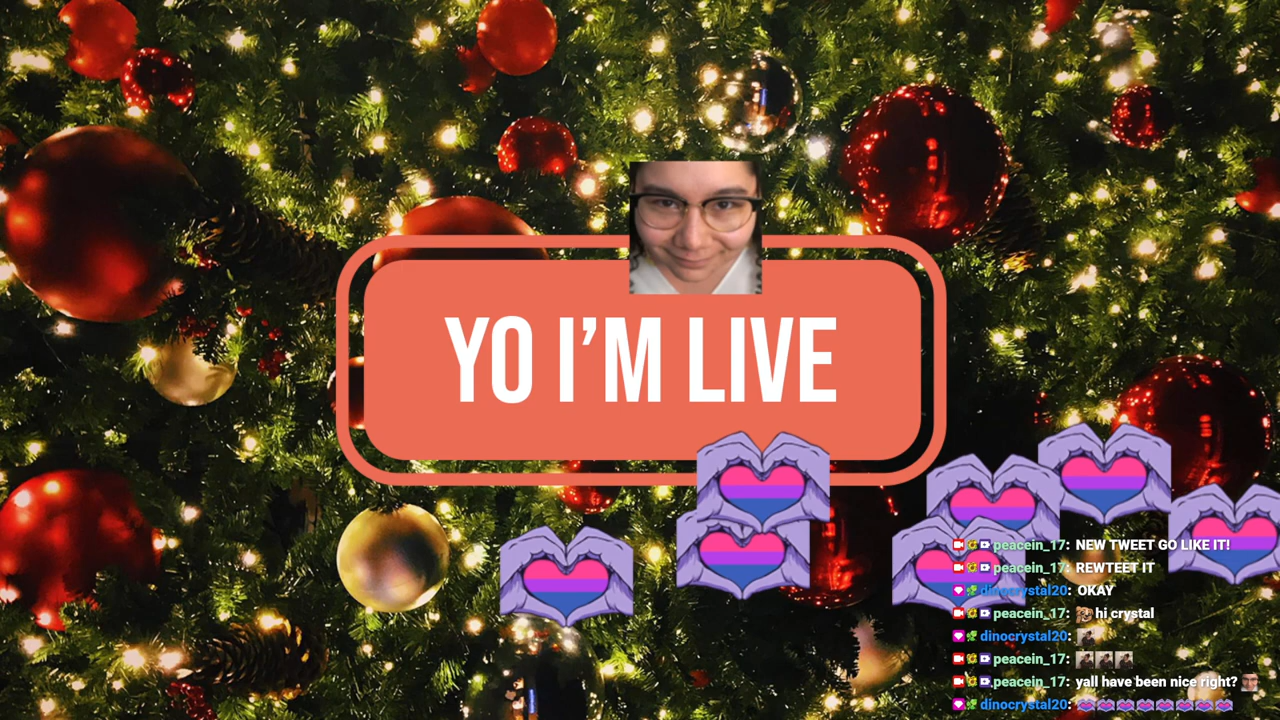 YO I’M LIVE
peacein_17: NEW TWEET GO LIKE IT!
peacein_17: REWTEET IT
dinocrystal20: OKAY
peacein_17: hi crystal
dinocrystal20:
peacein_17:
peacein_17: yall have been nice right?
dinocrystal20: